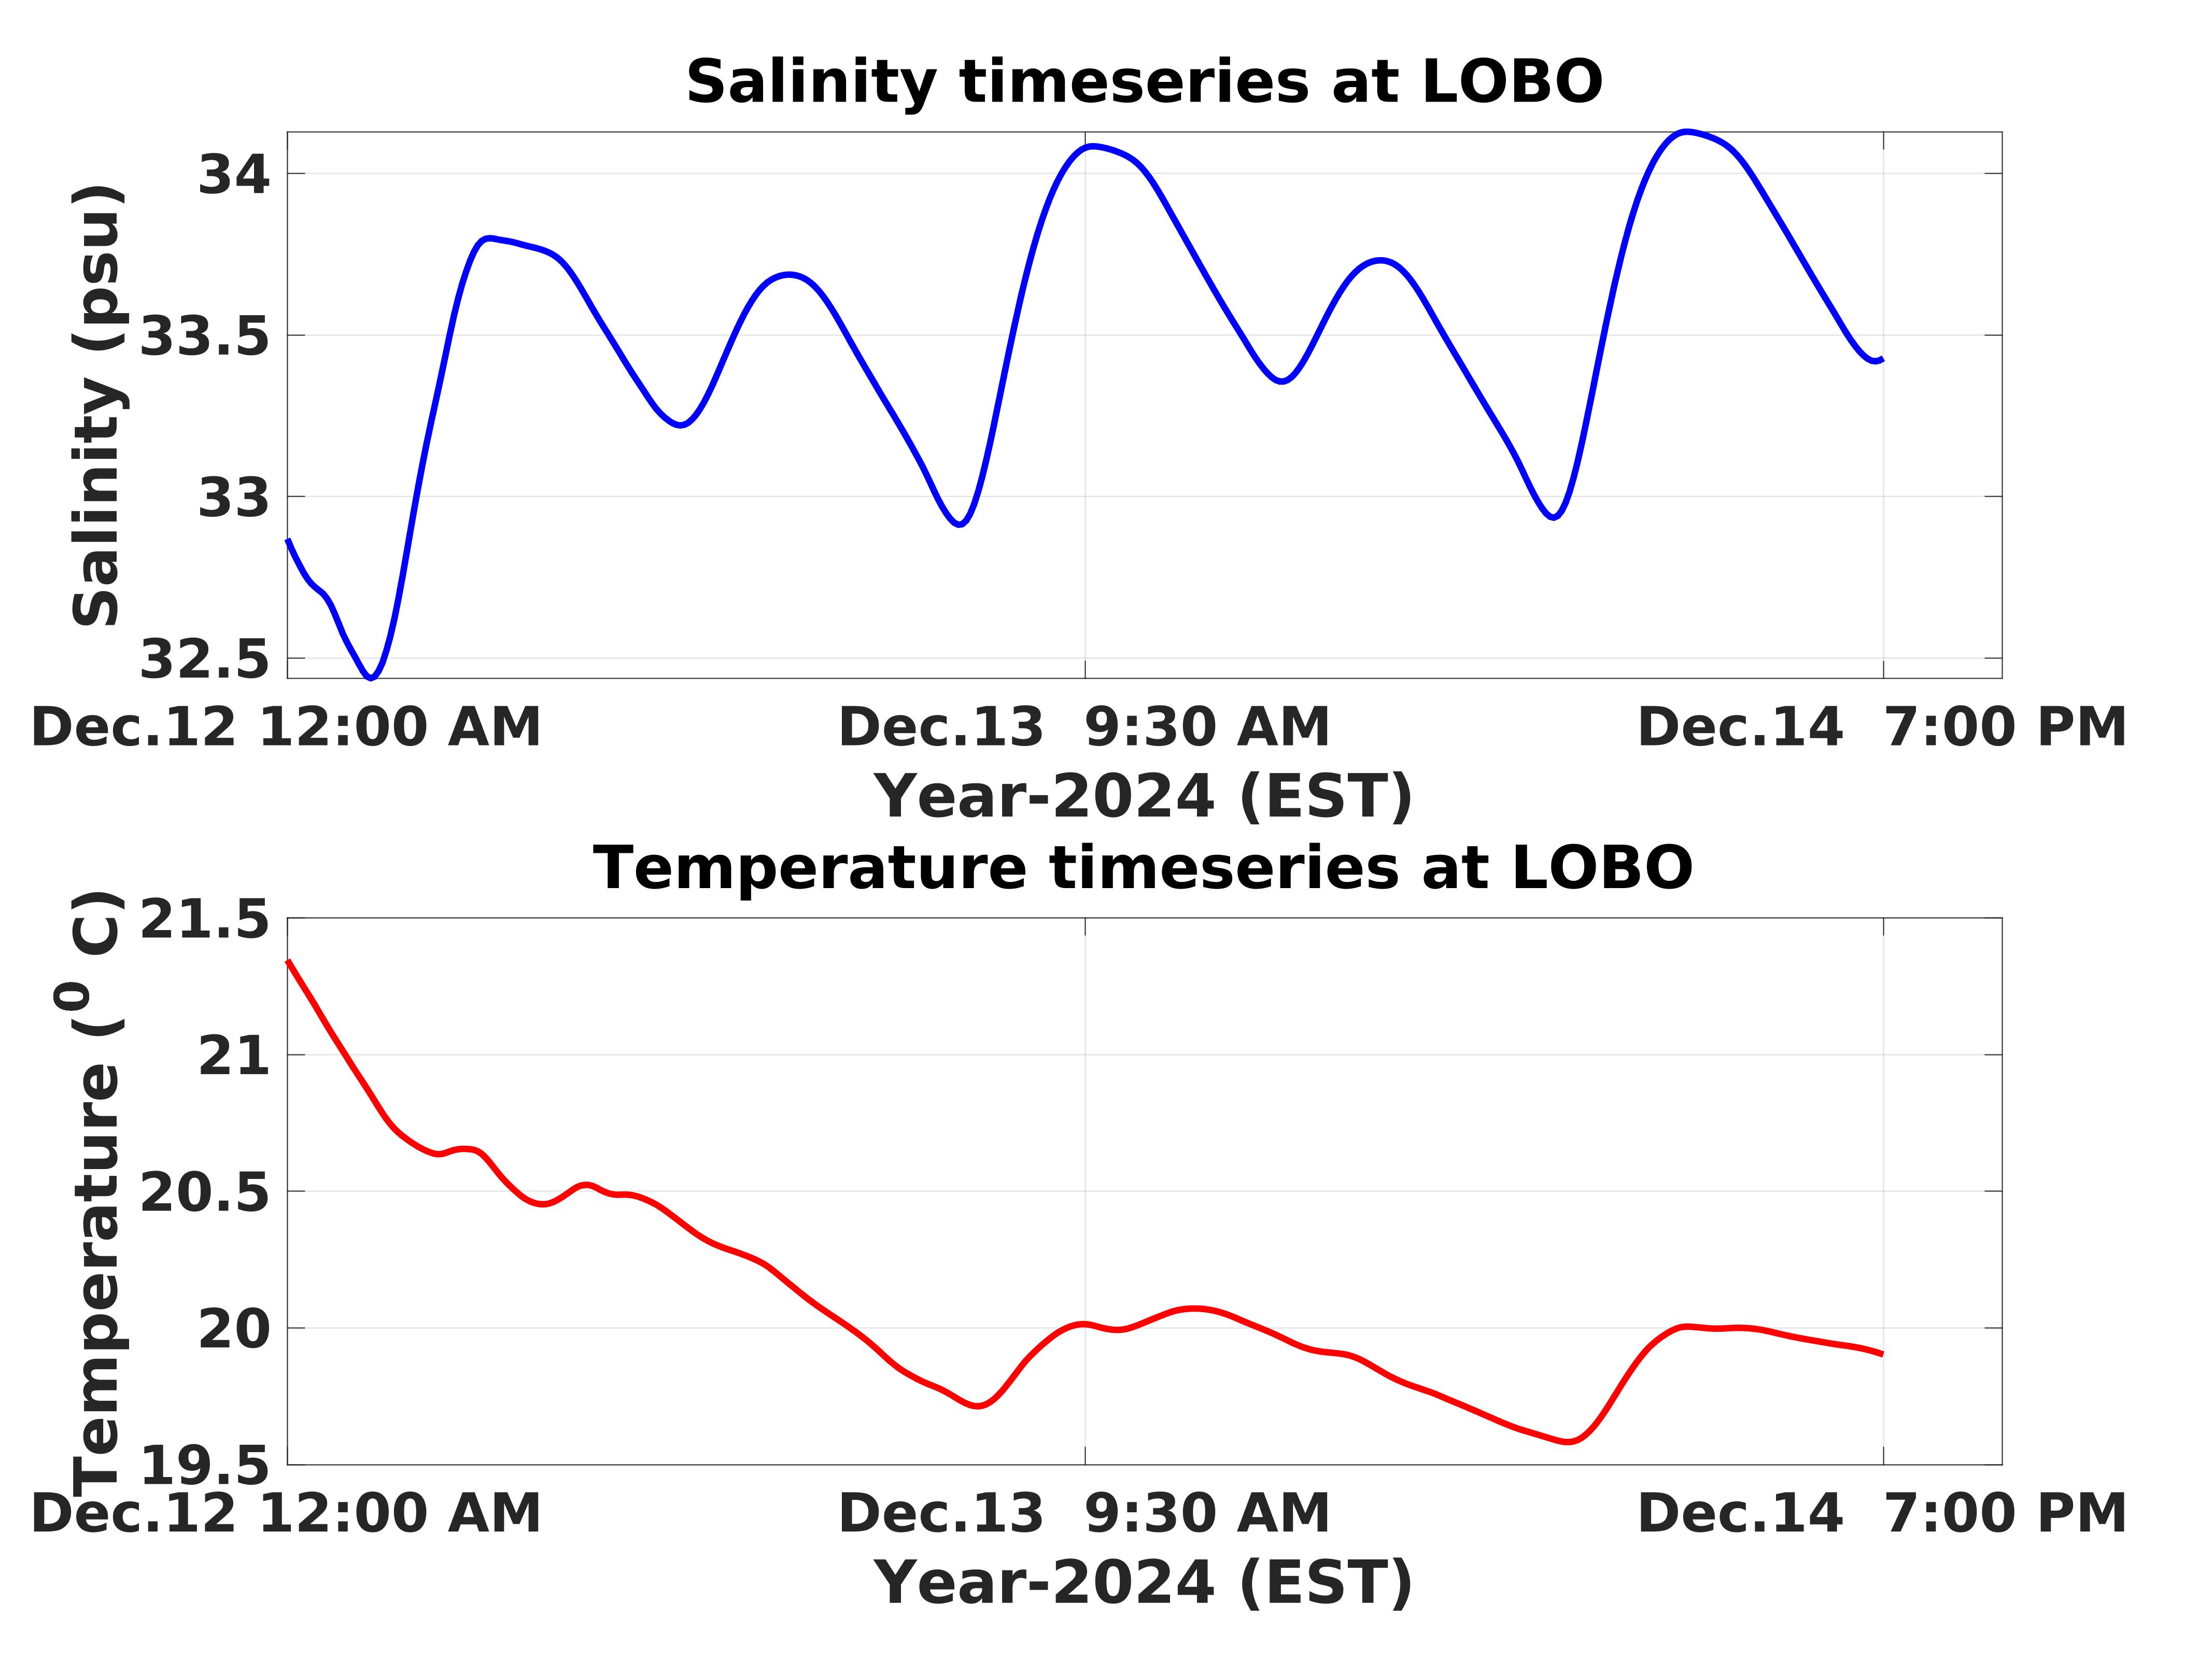 Salinity timeseries at LOBO
Salinity (psu)
34
33.5
33
32.5
Dec.12 12:00 AM
Dec.13  9:30 AM
Dec.14  7:00 PM
Year-2024 (EST)
Temperature timeseries at LOBO
Temperature (⁰ C)
21.5
21
20.5
20
19.5
Dec.12 12:00 AM
Dec.13  9:30 AM
Dec.14  7:00 PM
Year-2024 (EST)